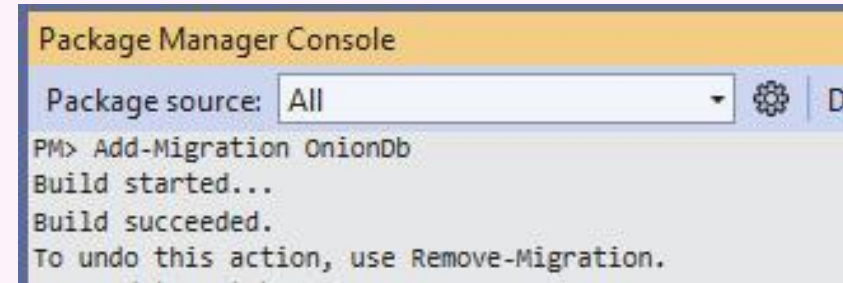 Package Manager Console
Package source: All D
PM> Add-Migration OnionDb
Build started...
Build succeeded.
To undo this action, use Remove-Migration.